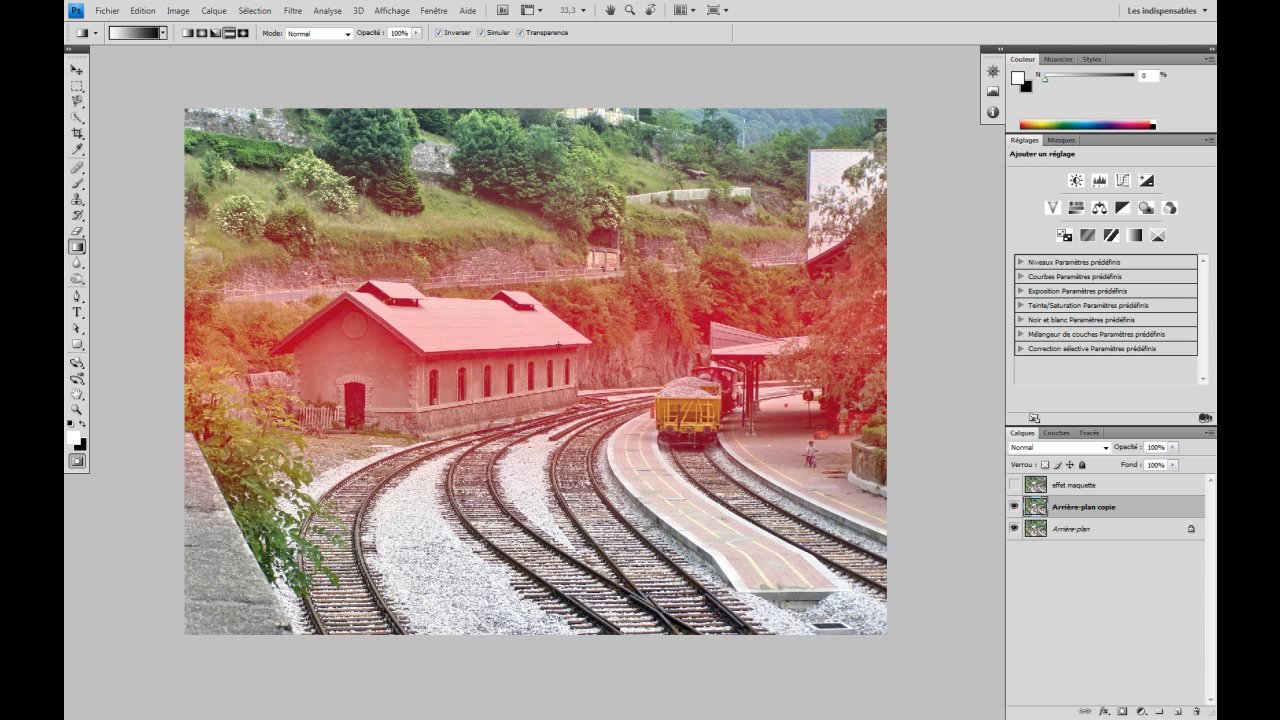 Ps Fichier Edition Image Calque Sélection Filtre Analyse 3D Affichage Fenêtre Aide Br 33,3 Les indispensables
Mode: Normal Opacité: 100% Inverser Simuler Transparence
Couleur Nuancier Styles
N 0 %
Réglages Masques
Ajouter un réglage
Niveaux Paramètres prédéfinis
Courbes Paramètres prédéfinis
Exposition Paramètres prédéfinis
Teinte/Saturation Paramètres prédéfinis
Noir et blanc Paramètres prédéfinis
Mélangeur de couches Paramètres prédéfinis
Correction sélective Paramètres prédéfinis
Calques Couches Tracés
Normal Opacité: 100%
Verrou: Fond: 100%
effet maquette
Arrière-plan copie
Arrière-plan